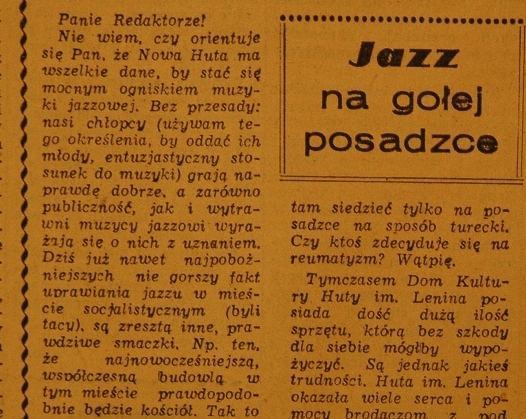 Panie Redaktorze!
Nie wiem, czy orientuje
się Pan, że Nowa Huta ma
wszelkie dane, by stać się
mocnym ogniskiem muzy-
ki jazzowej. Bez przesady:
nasi chłopcy (używam te-
go określenia, by oddać ich
młody, entuzjastyczny sto-
sunek do muzyki) grają na-
prawdę dobrze, a zarówno
publiczność, jak i wytra-
wni muzycy jazzowi wyra-
żają się o nich z uznaniem.
Dziś już nawet najpoboż-
niejszych nie gorszy fakt
uprawiania jazzu w mieś-
cie socjalistycznym (byli
tacy), są zresztą inne, pra-
wdziwe smaczki. Np. ten,
że najnowocześniejszą,
współczesną budowlą w
tym mieście prawdopodo-
bnie będzie kościół. Tak to
Jazz
na gołej
posadzce
tam siedzieć tylko na po-
sadzce na sposób turecki.
Czy ktoś zdecyduje się na
reumatyzm? Wątpię.
Tymczasem Dom Kultu-
ry Huty im. Lenina po-
siada dość dużą ilość
sprzętu, którą bez szkody
dla siebie mógłby wypo-
życzyć. Są jednak jakieś
trudności. Huta im. Lenina
okazała wiele serca i po-
mocy brodaczom pod